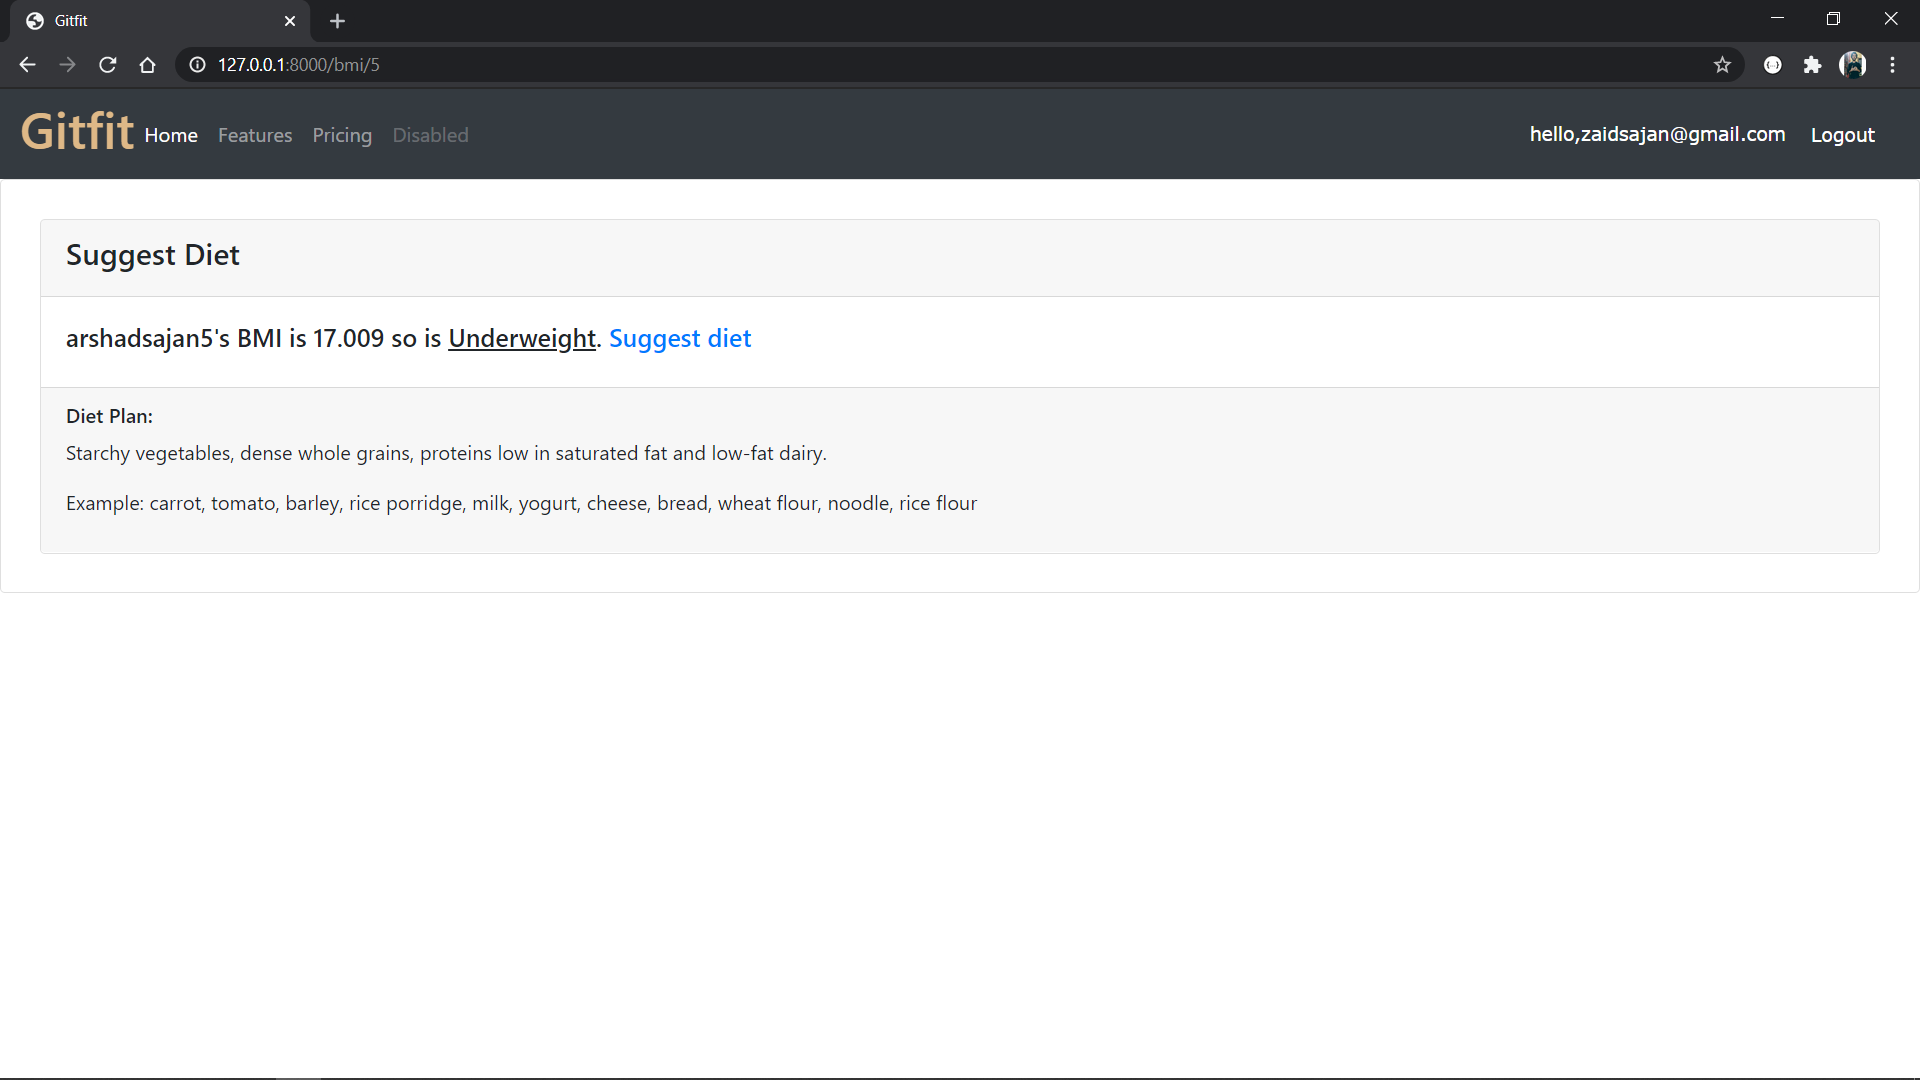 Gitfit
127.0.0.1:8000/bmi/5
Gitfit Home Features Pricing Disabled hello,zaidsajan@gmail.com Logout
Suggest Diet
arshadsajan5's BMI is 17.009 so is Underweight. Suggest diet
Diet Plan:
Starchy vegetables, dense whole grains, proteins low in saturated fat and low-fat dairy.
Example: carrot, tomato, barley, rice porridge, milk, yogurt, cheese, bread, wheat flour, noodle, rice flour